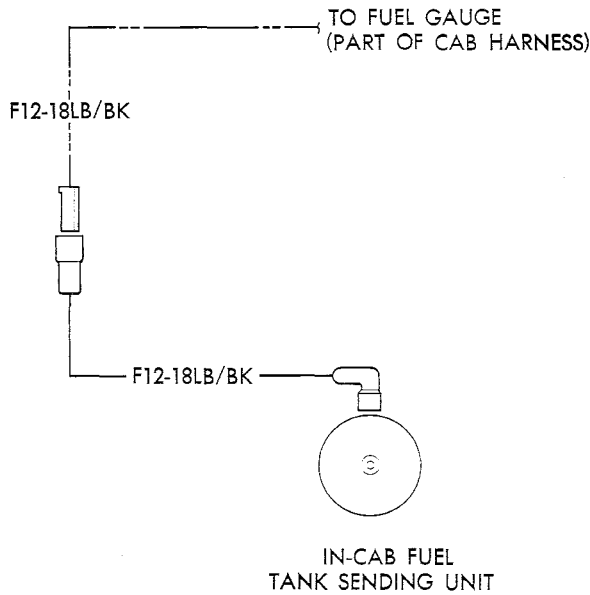 TO FUEL GAUGE
(PART OF CAB HARNESS)
F12-18LB/BK
F12-18LB/BK
IN-CAB FUEL
TANK SENDING UNIT